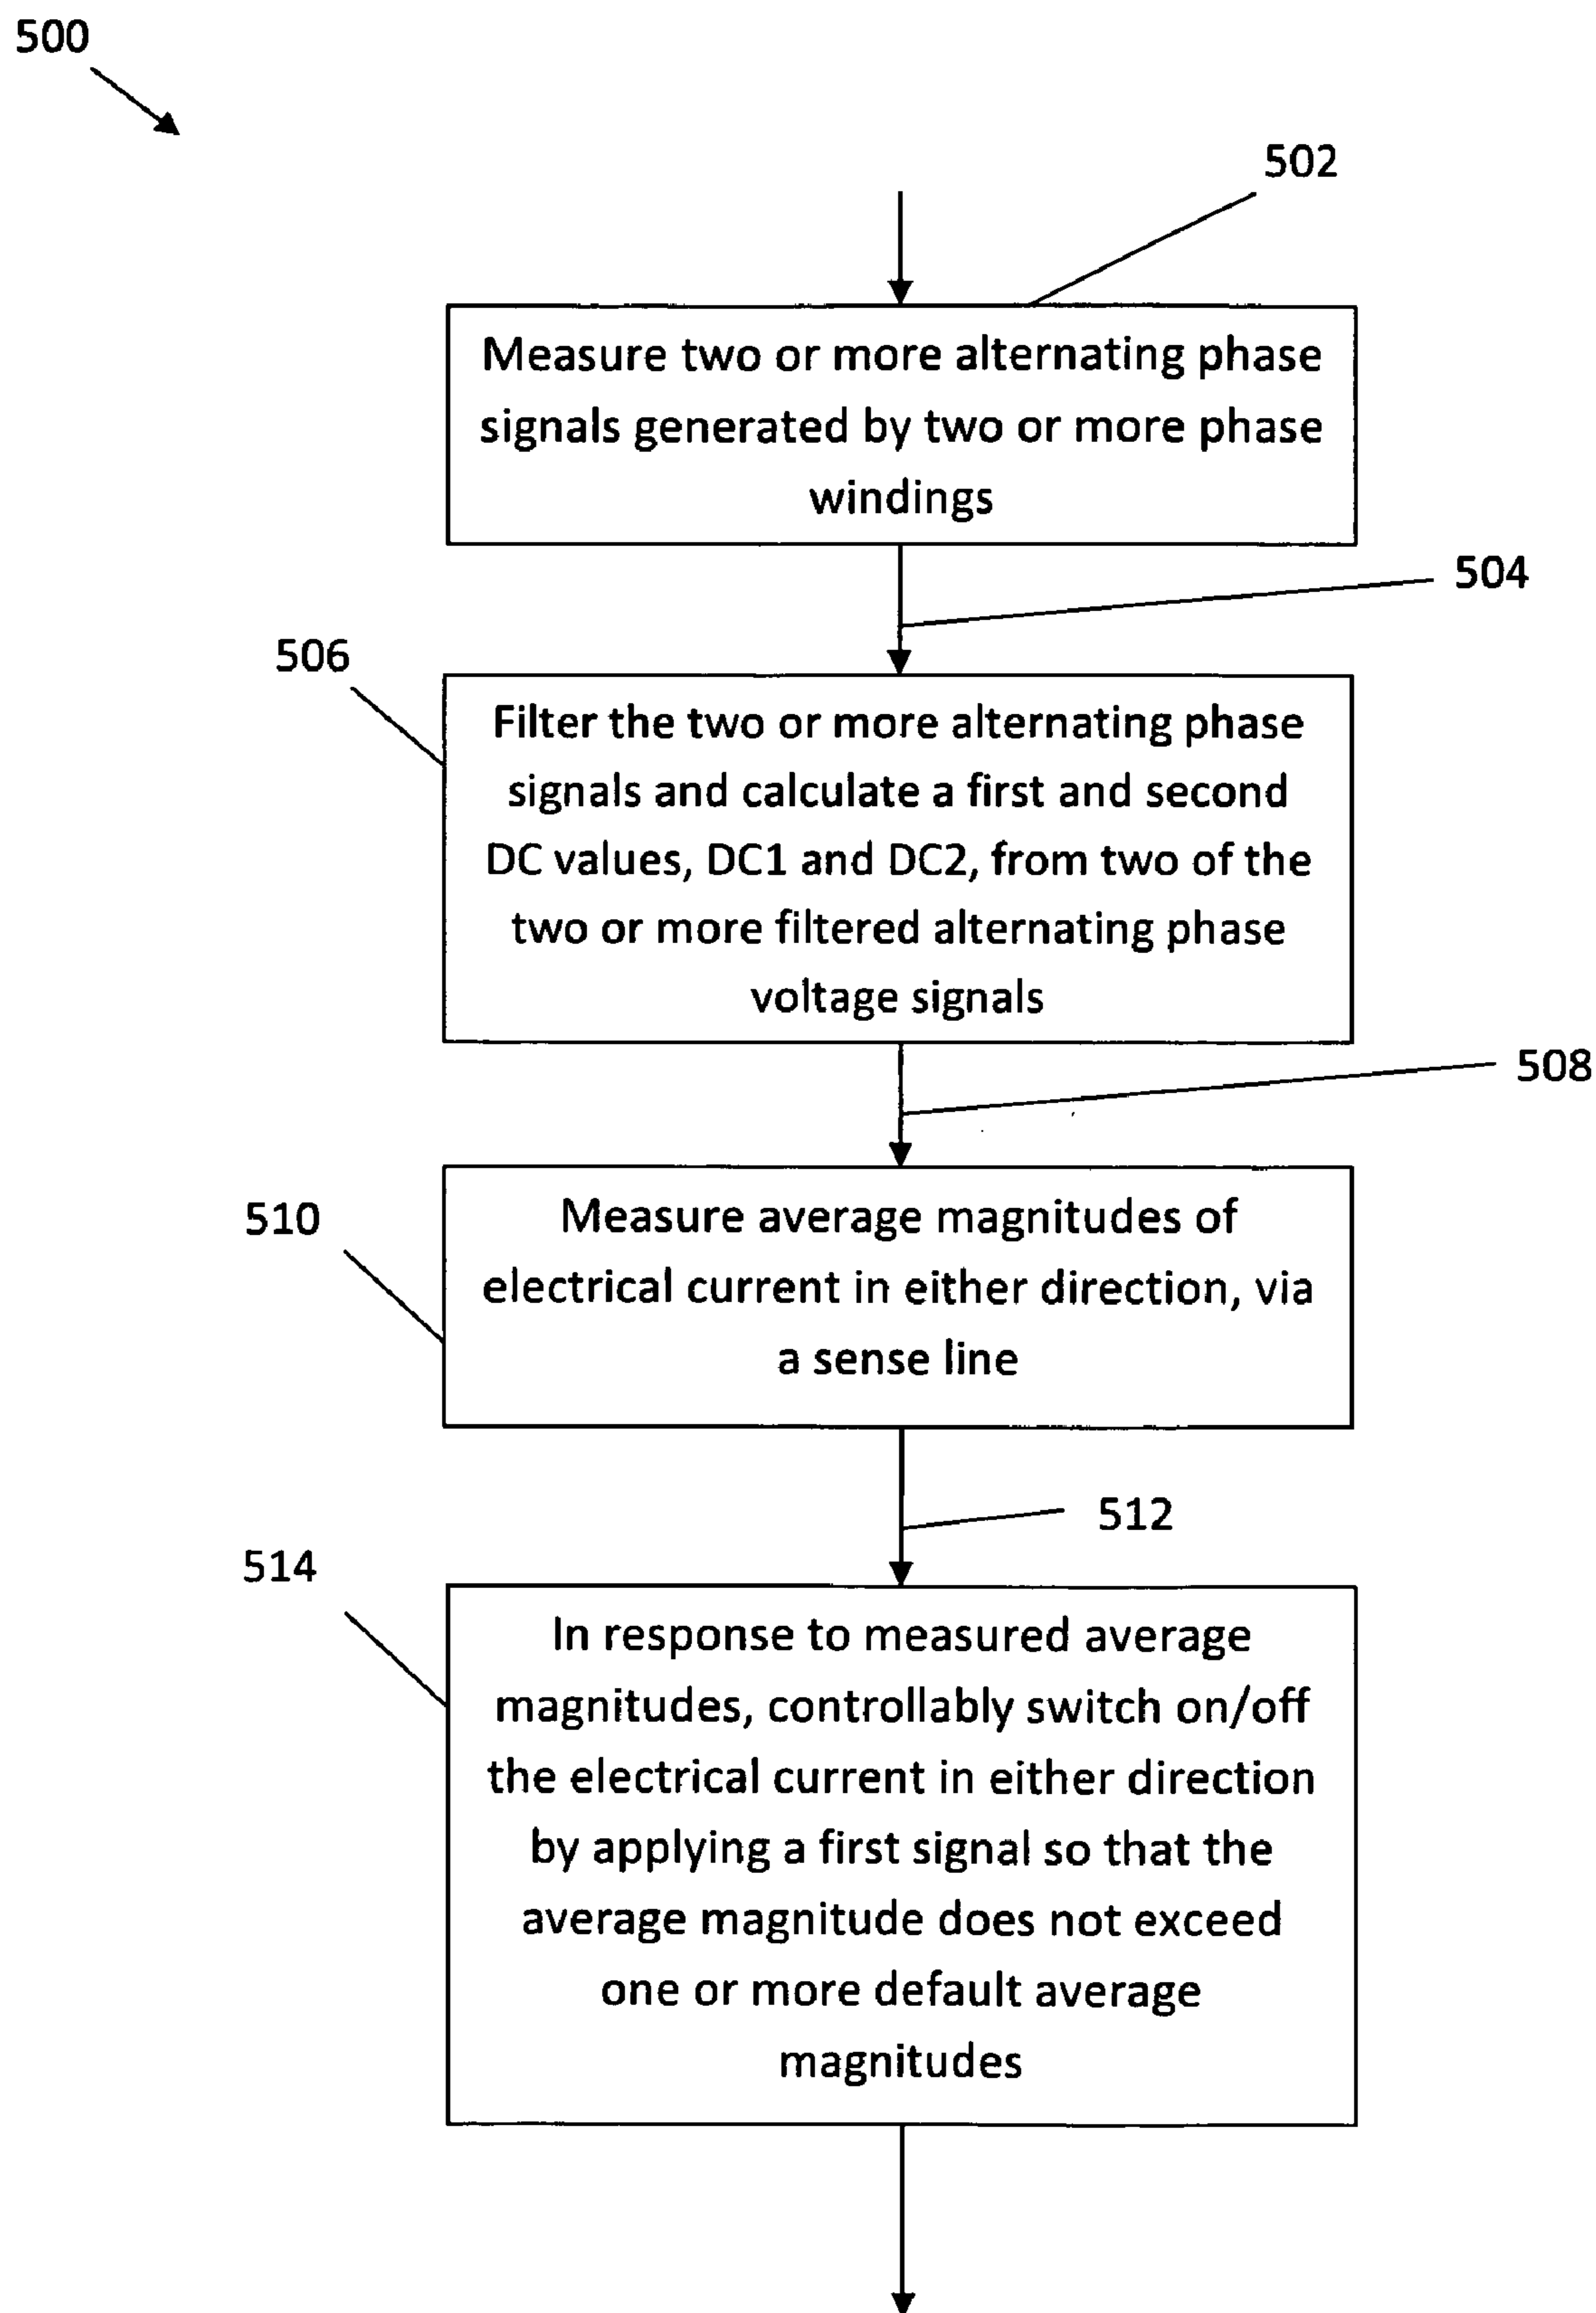 500
502
Measure two or more alternating phase
signals generated by two or more phase
windings
504
506
Filter the two or more alternating phase
signals and calculate a first and second
DC values, DC1 and DC2, from two of the
two or more filtered alternating phase
voltage signals
508
510
Measure average magnitudes of
electrical current in either direction, via
a sense line
512
514
In response to measured average
magnitudes, controllably switch on/off
the electrical current in either direction
by applying a first signal so that the
average magnitude does not exceed
one or more default average
magnitudes